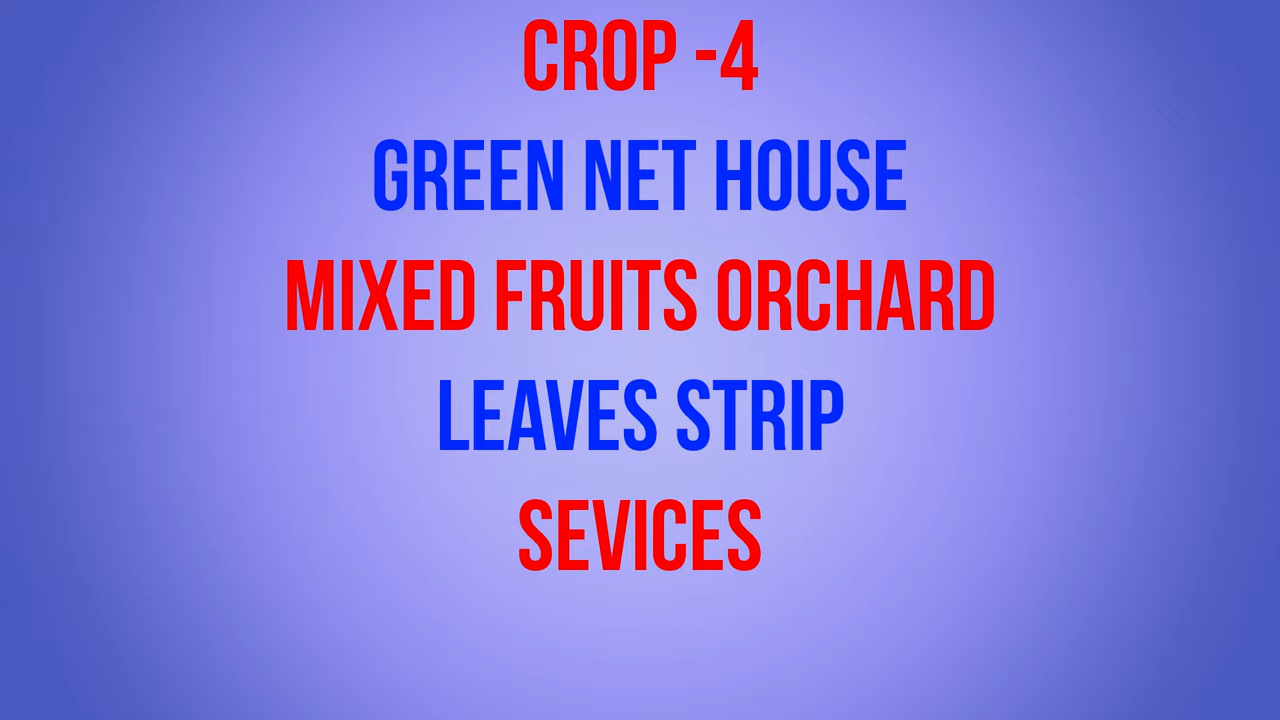 CROP -4
GREEN NET HOUSE
MIXED FRUITS ORCHARD
LEAVES STRIP
SEVICES